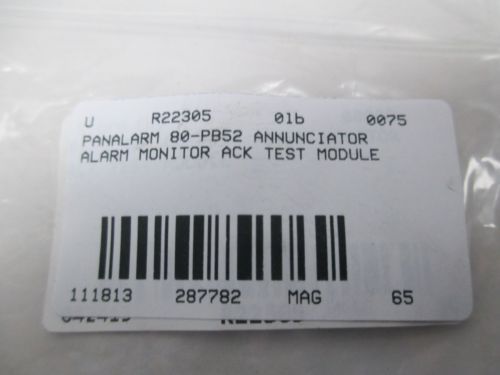 U R22305 01b 0075
PANALARM 80-PB52 ANNUNCIATOR
ALARM MONITOR ACK TEST MODULE
111813 287782 MAG 65